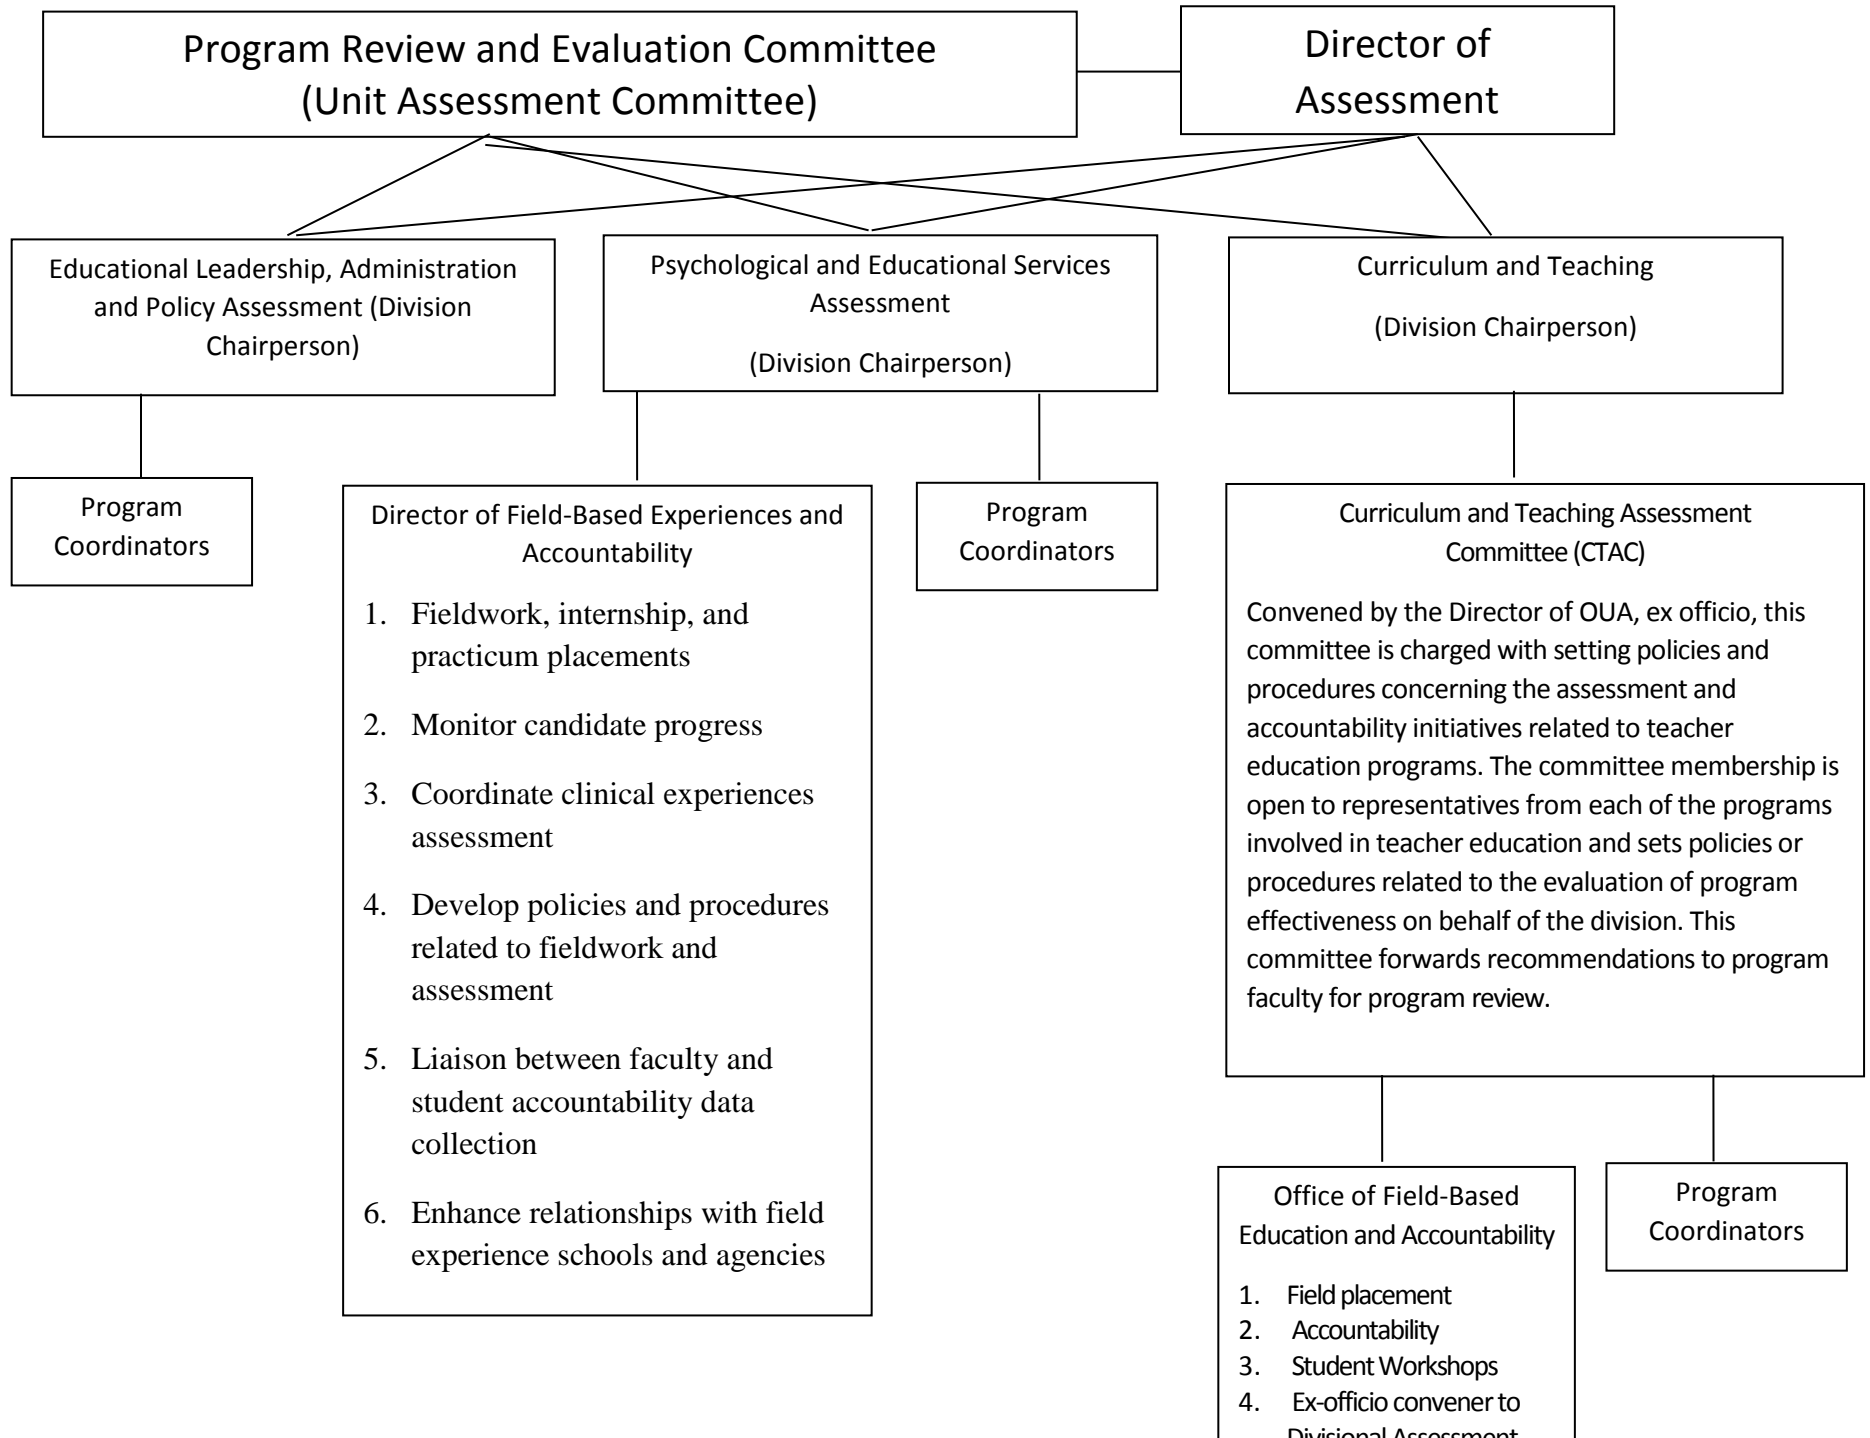 Program Review and Evaluation Committee
(Unit Assessment Committee)
Director of
Assessment
Educational Leadership, Administration
and Policy Assessment (Division
Chairperson)
Psychological and Educational Services
Assessment
(Division Chairperson)
Curriculum and Teaching
(Division Chairperson)
Program
Coordinators
Director of Field-Based Experiences and
Accountability
1. Fieldwork, internship, and
practicum placements
2. Monitor candidate progress
3. Coordinate clinical experiences
assessment
4. Develop policies and procedures
related to fieldwork and
assessment
5. Liaison between faculty and
student accountability data
collection
6. Enhance relationships with field
experience schools and agencies
Program
Coordinators
Curriculum and Teaching Assessment
Committee (CTAC)
Convened by the Director of OUA, ex officio, this
committee is charged with setting policies and
procedures concerning the assessment and
accountability initiatives related to teacher
education programs. The committee membership is
open to representatives from each of the programs
involved in teacher education and sets policies or
procedures related to the evaluation of program
effectiveness on behalf of the division. This
committee forwards recommendations to program
faculty for program review.
Office of Field-Based
Education and Accountability
1. Field placement
2. Accountability
3. Student Workshops
4. Ex-officio convener to
Divisional Assessment
Program
Coordinators